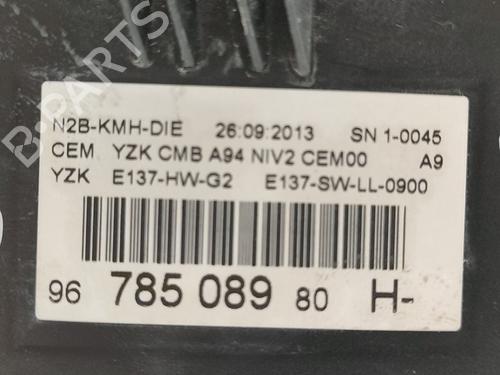 N2B-KMH-DIE 26:09:2013 SN 1-0045
CEM YZK CMB A94 NIV2 CEM00 A9
YZK E137-HW-G2 E137-SW-LL-0900
96 785 089 80 H-